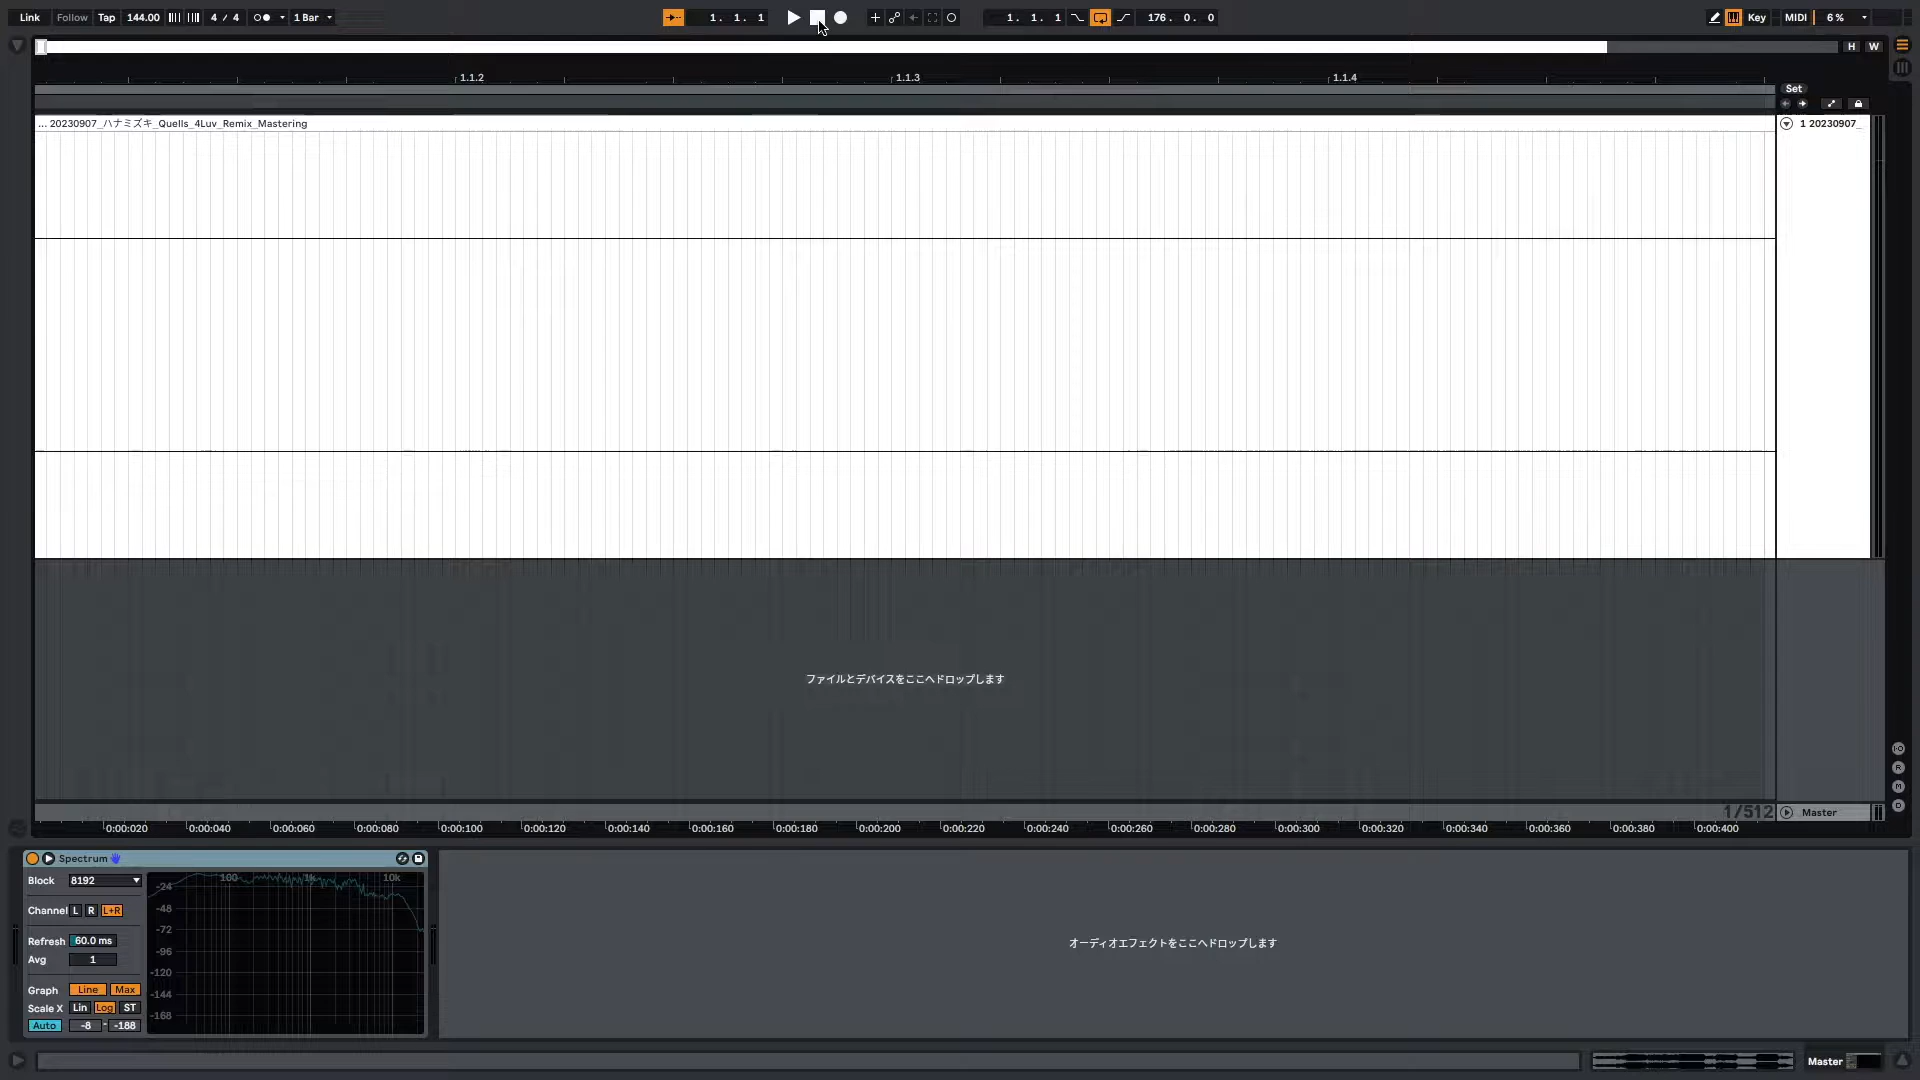 Link Follow Tap 144.00 4 / 4 1 Bar 1. 1. 1 1. 1. 1 176. 0. 0 Key MIDI 6 %
H W
1.1.2 1.1.3 1.1.4
Set
... 20230907_ハナミズキ_Quells_4Luv_Remix_Mastering 1 20230907_
ファイルとデバイスをここへドロップします
1/512 Master
0:00:020 0:00:040 0:00:060 0:00:080 0:00:100 0:00:120 0:00:140 0:00:160 0:00:180 0:00:200 0:00:220 0:00:240 0:00:260 0:00:280 0:00:300 0:00:320 0:00:340 0:00:360 0:00:380 0:00:400
I·O
R
M
D
Spectrum
Block 8192
Channel L R L+R
Refresh 60.0 ms
Avg 1
Graph Line Max
Scale X Lin Log ST
Auto -8 - -188
100 1k 10k
-24
-48
-72
-96
-120
-144
-168
オーディオエフェクトをここへドロップします
Master